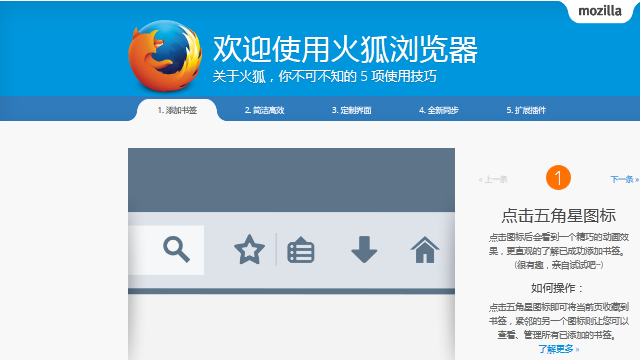 mozilla
欢迎使用火狐浏览器
关于火狐，你不可不知的 5 项使用技巧
1. 添加书签
2. 简洁高效
3. 定制界面
4. 全新同步
5. 扩展插件
« 上一条
1
下一条 »
点击五角星图标
点击图标后会看到一个精巧的动画效
果，更直观的了解已成功添加书签。
(很有趣，亲自试试吧~)
如何操作：
点击五角星图标即可将当前页收藏到
书签，紧邻的另一个图标则让您可以
查看、管理所有已添加的书签。
了解更多 »